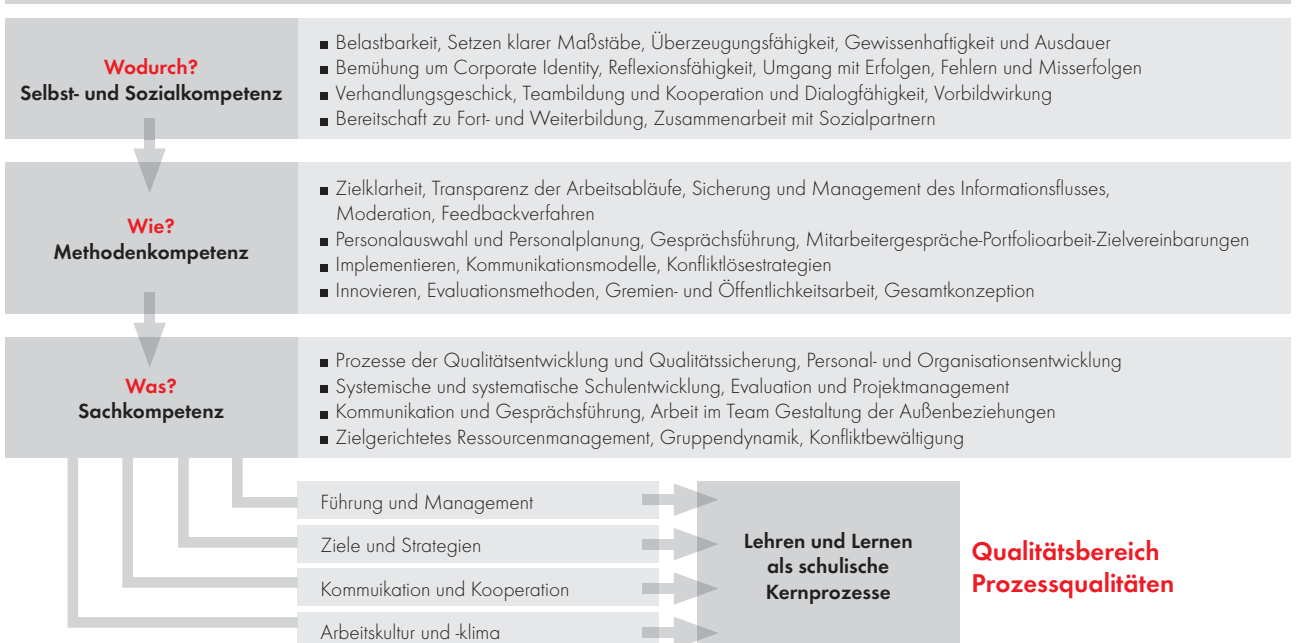 Wodurch?
Selbst- und Sozialkompetenz
■ Belastbarkeit, Setzen klarer Maßstäbe, Überzeugungsfähigkeit, Gewissenhaftigkeit und Ausdauer
■ Bemühung um Corporate Identity, Reflexionsfähigkeit, Umgang mit Erfolgen, Fehlern und Misserfolgen
■ Verhandlungsgeschick, Teambildung und Kooperation und Dialogfähigkeit, Vorbildwirkung
■ Bereitschaft zu Fort- und Weiterbildung, Zusammenarbeit mit Sozialpartnern
Wie?
Methodenkompetenz
■ Zielklarheit, Transparenz der Arbeitsabläufe, Sicherung und Management des Informationsflusses,
Moderation, Feedbackverfahren
■ Personalauswahl und Personalplanung, Gesprächsführung, Mitarbeitergespräche-Portfolioarbeit-Zielvereinbarungen
■ Implementieren, Kommunikationsmodelle, Konfliktlösestrategien
■ Innovieren, Evaluationsmethoden, Gremien- und Öffentlichkeitsarbeit, Gesamtkonzeption
Was?
Sachkompetenz
■ Prozesse der Qualitätsentwicklung und Qualitätssicherung, Personal- und Organisationsentwicklung
■ Systemische und systematische Schulentwicklung, Evaluation und Projektmanagement
■ Kommunikation und Gesprächsführung, Arbeit im Team Gestaltung der Außenbeziehungen
■ Zielgerichtetes Ressourcenmanagement, Gruppendynamik, Konfliktbewältigung
Führung und Management
Ziele und Strategien
Kommuikation und Kooperation
Arbeitskultur und -klima
Lehren und Lernen
als schulische
Kernprozesse
Qualitätsbereich
Prozessqualitäten